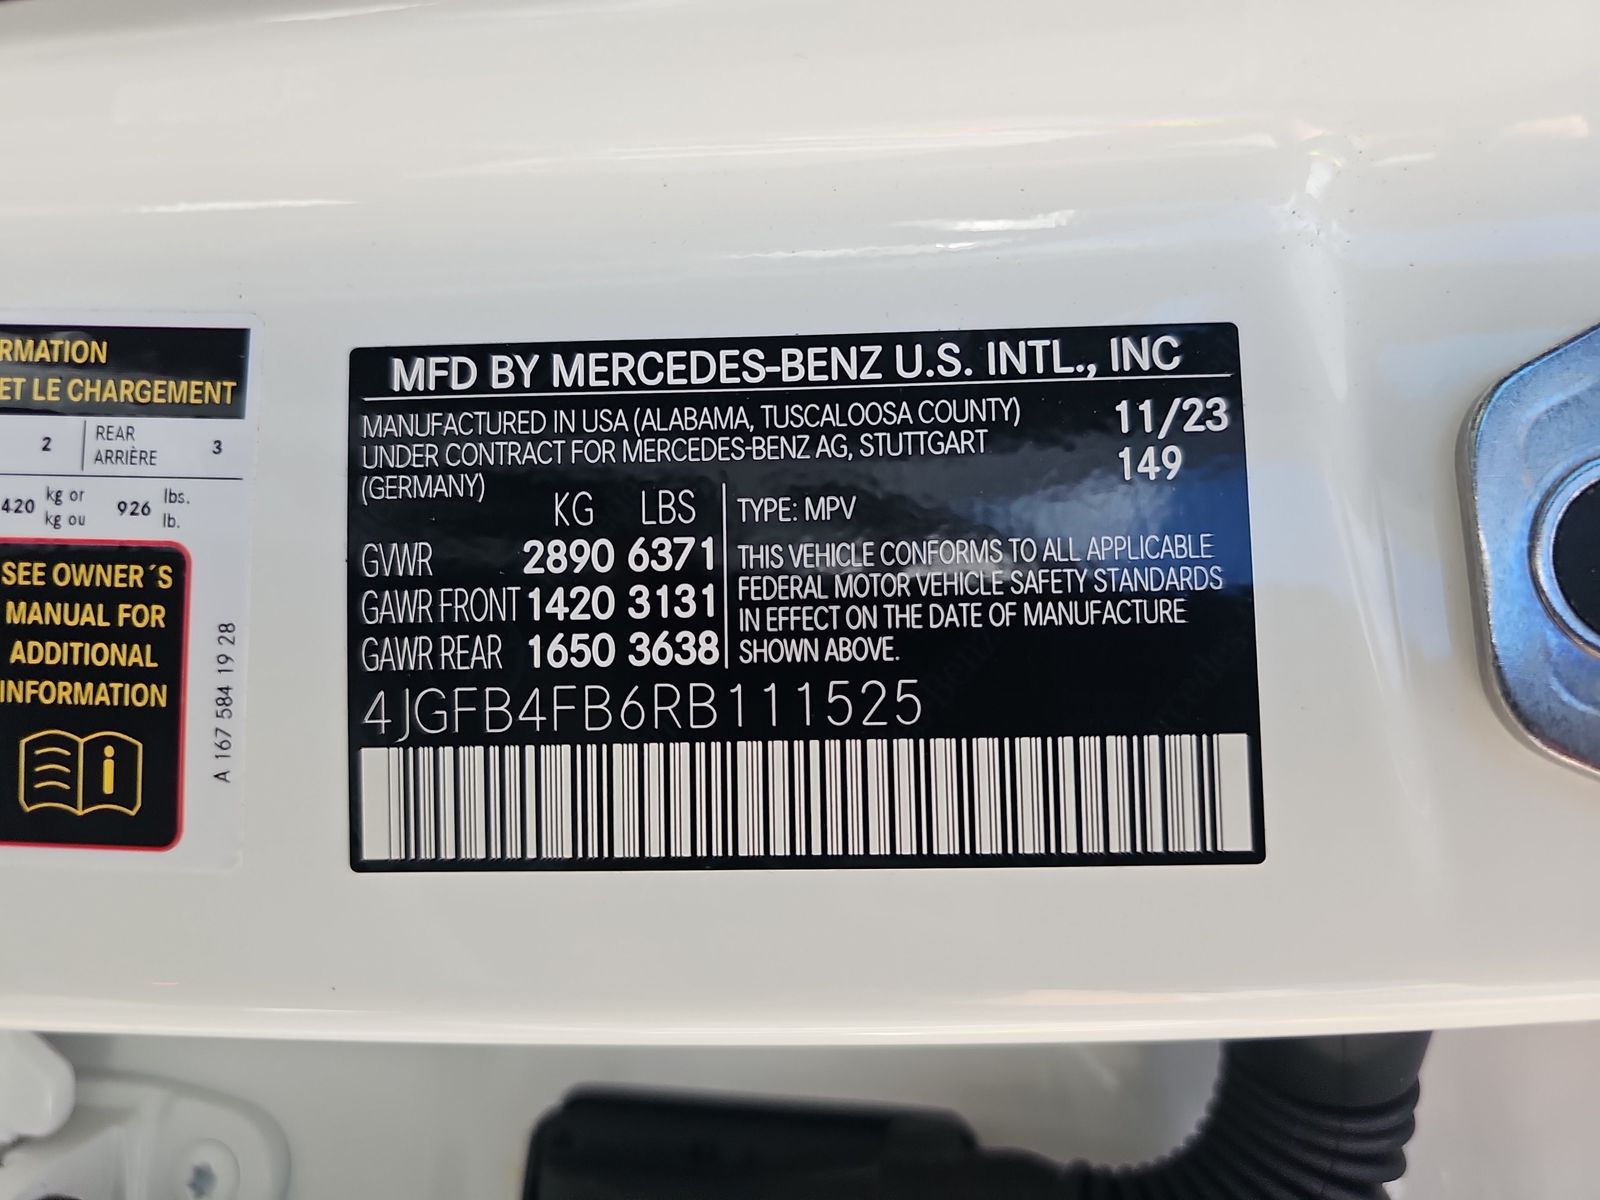 RMATION
ET LE CHARGEMENT
2 REAR 3
ARRIÈRE
420 kg or 926 lbs.
kg ou lb.
SEE OWNER´S
MANUAL FOR
ADDITIONAL
INFORMATION
i
A 167 584 19 28
MFD BY MERCEDES-BENZ U.S. INTL., INC
MANUFACTURED IN USA (ALABAMA, TUSCALOOSA COUNTY) 11/23
UNDER CONTRACT FOR MERCEDES-BENZ AG, STUTTGART 149
(GERMANY)
KG LBS
GVWR 2890 6371
GAWR FRONT 1420 3131
GAWR REAR 1650 3638
TYPE: MPV
THIS VEHICLE CONFORMS TO ALL APPLICABLE
FEDERAL MOTOR VEHICLE SAFETY STANDARDS
IN EFFECT ON THE DATE OF MANUFACTURE
SHOWN ABOVE.
4JGFB4FB6RB111525